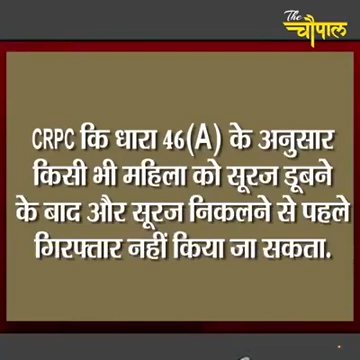 The
चौपाल
CRPC कि धारा 46(A) के अनुसार
किसी भी महिला को सूरज डूबने
के बाद और सूरज निकलने से पहले
गिरफ्तार नहीं किया जा सकता.